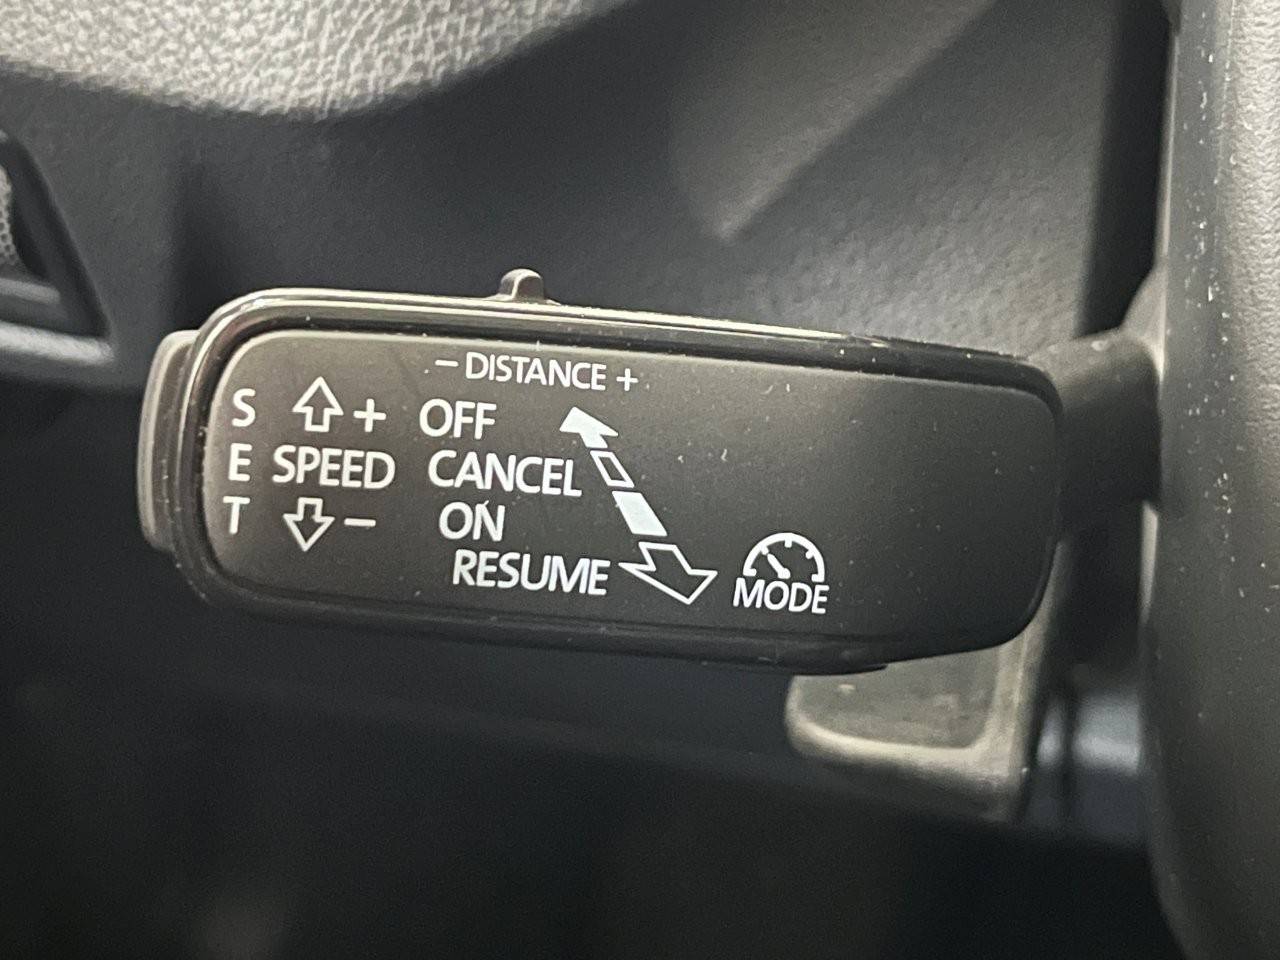 – DISTANCE +
S + OFF
E SPEED CANCEL
T – ON
RESUME
MODE